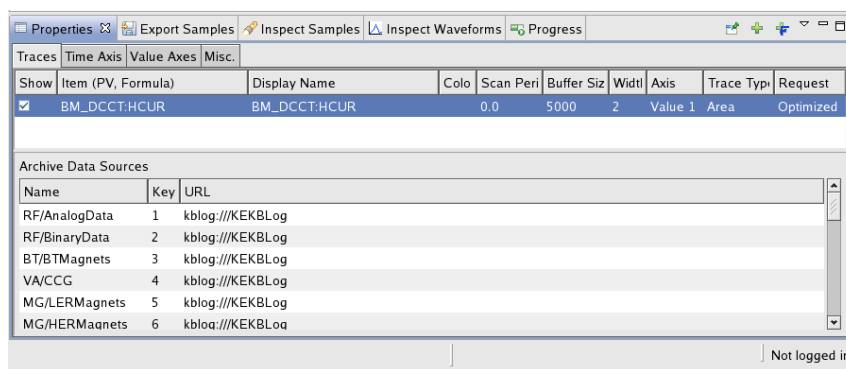 Properties Export Samples Inspect Samples Inspect Waveforms Progress
Traces Time Axis Value Axes Misc.
Show Item (PV, Formula) Display Name Colo Scan Peri Buffer Siz Widtl Axis Trace Typ Request
BM_DCCT:HCUR BM_DCCT:HCUR 0.0 5000 2 Value 1 Area Optimized
Archive Data Sources
Name Key URL
RF/AnalogData 1 kblog:///KEKBLog
RF/BinaryData 2 kblog:///KEKBLog
BT/BTMagnets 3 kblog:///KEKBLog
VA/CCG 4 kblog:///KEKBLog
MG/LERMagnets 5 kblog:///KEKBLog
MG/HERMagnets 6 kblog:///KEKBLog
Not logged in